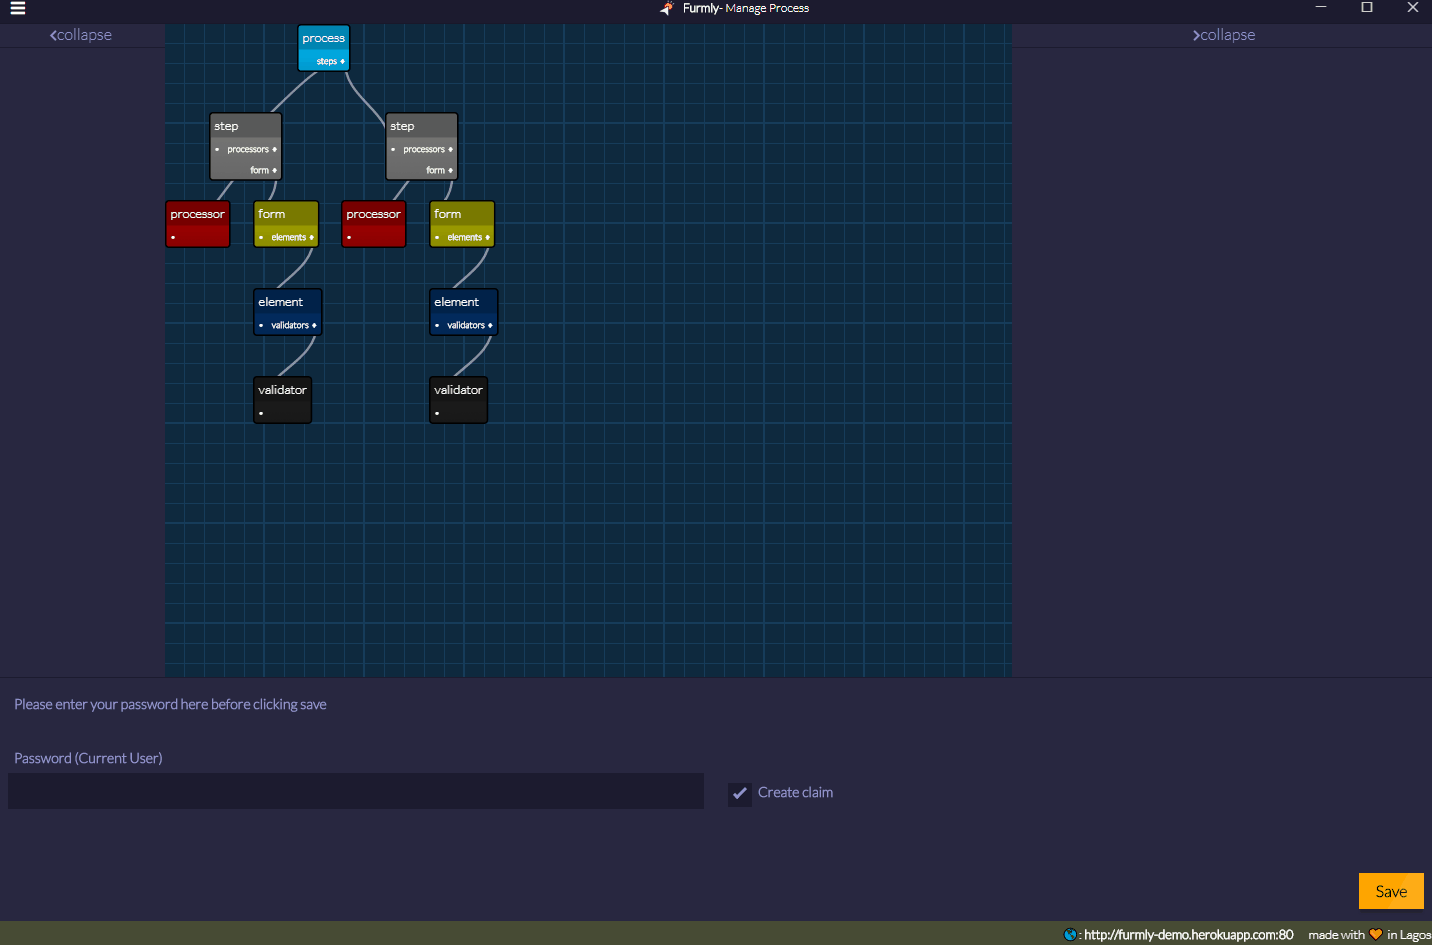 Furmly- Manage Process
collapse
collapse
process
steps
step
step
processors
processors
form
form
processor
form
processor
form
elements
elements
element
element
validators
validators
validator
validator
Please enter your password here before clicking save
Password (Current User)
Create claim
Save
: http://furmly-demo.herokuapp.com:80 made with 🧡 in Lagos